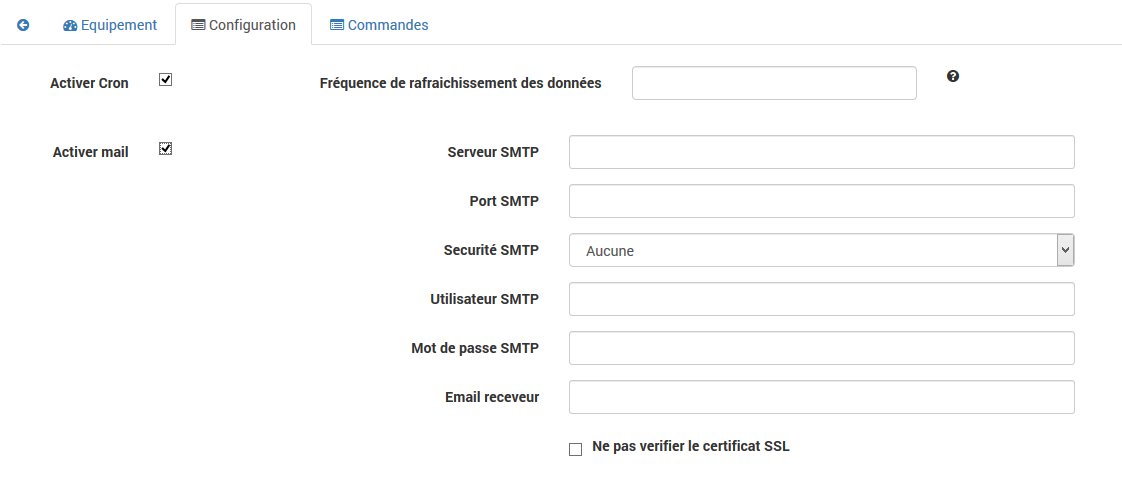 Equipement Configuration Commandes
Activer Cron Fréquence de rafraichissement des données
Activer mail Serveur SMTP
Port SMTP
Securité SMTP Aucune
Utilisateur SMTP
Mot de passe SMTP
Email receveur
Ne pas verifier le certificat SSL